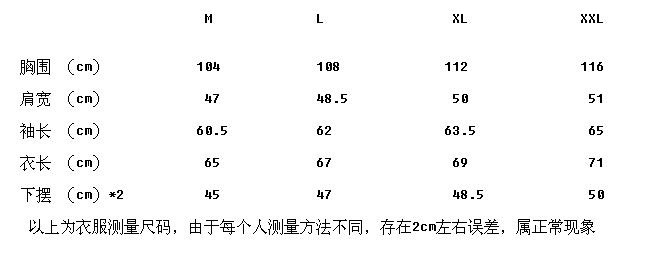 M L XL XXL
胸围 （cm） 104 108 112 116
肩宽 （cm） 47 48.5 50 51
袖长 （cm） 60.5 62 63.5 65
衣长 （cm） 65 67 69 71
下摆 （cm）*2 45 47 48.5 50
以上为衣服测量尺码，由于每个人测量方法不同，存在2cm左右误差，属正常现象